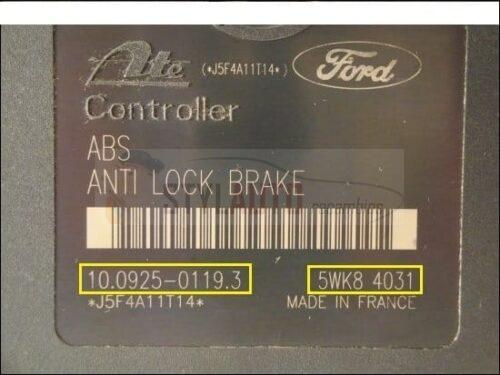 Ate (*J5F4A11T14*) Ford
Controller
ABS
ANTI LOCK BRAKE
10.0925-0119.3 5WK8 4031
*J5F4A11T14* MADE IN FRANCE